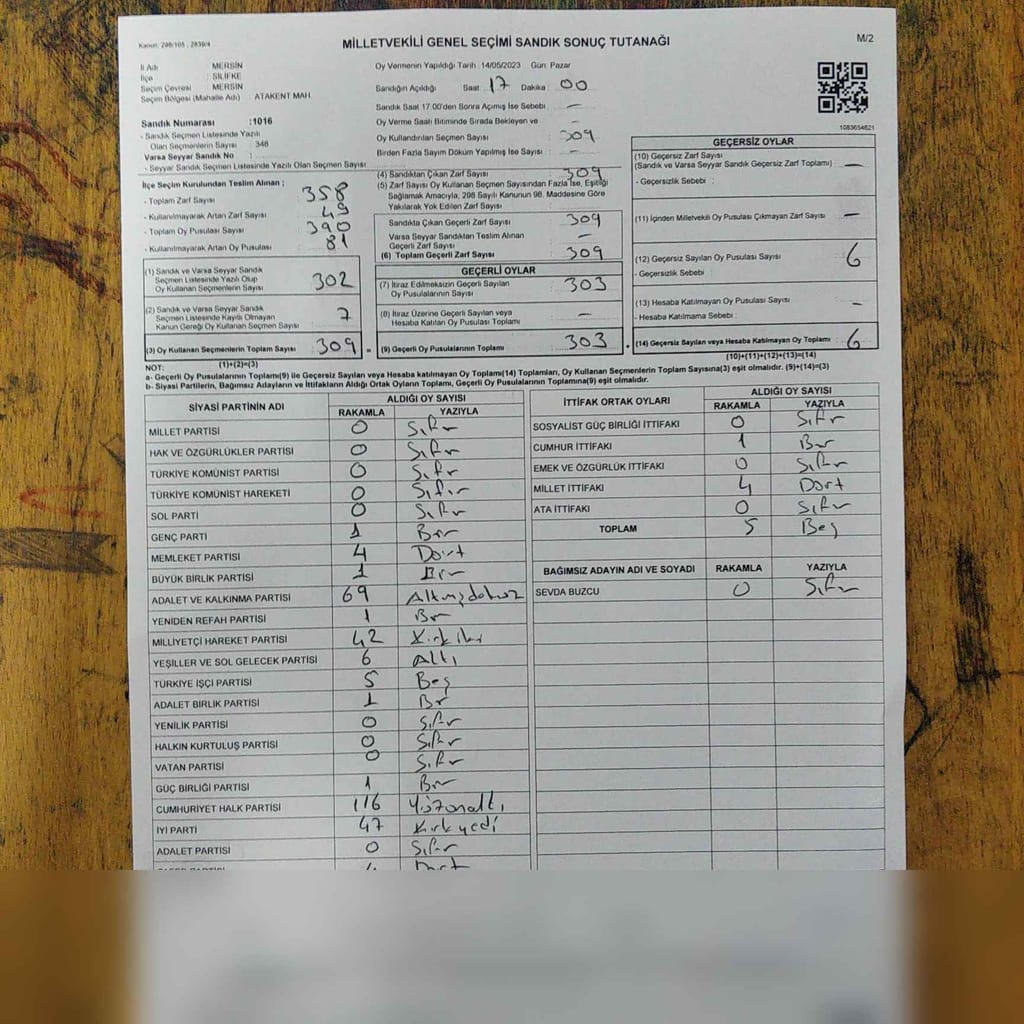 Kanun: 298/105 , 2839/4
MİLLETVEKİLİ GENEL SEÇİMİ SANDIK SONUÇ TUTANAĞI
M/2
İl Adı : MERSİN
İlçe : SİLİFKE
Seçim Çevresi : MERSİN
Seçim Bölgesi (Mahalle Adı) : ATAKENT MAH.
Sandık Numarası :1016
- Sandık Seçmen Listesinde Yazılı
Olan Seçmenlerin Sayısı : 346
Varsa Seyyar Sandık No :
- Seyyar Sandık Seçmen Listesinde Yazılı Olan Seçmen Sayısı :
Oy Vermenin Yapıldığı Tarih :14/05/2023 Gün Pazar
Sandığın Açıldığı Saat : 17 Dakika : 00
Sandık Saat 17.00'den Sonra Açılmış İse Sebebi : —
Oy Verme Saati Bitiminde Sırada Bekleyen ve : —
Oy Kullandırılan Seçmen Sayısı : 309
Birden Fazla Sayım Döküm Yapılmış İse Sayısı : —
1083654621
İlçe Seçim Kurulundan Teslim Alınan ;
- Toplam Zarf Sayısı : 358
- Kullanılmayarak Artan Zarf Sayısı : 49
- Toplam Oy Pusulası Sayısı : 390
- Kullanılmayarak Artan Oy Pusulası : 81
(1) Sandık ve Varsa Seyyar Sandık
Seçmen Listesinde Yazılı Olup
Oy Kullanan Seçmenlerin Sayısı : 302
(2) Sandık ve Varsa Seyyar Sandık
Seçmen Listesinde Kayıtlı Olmayan
Kanun Gereği Oy Kullanan Seçmen Sayısı : 7
(3) Oy Kullanan Seçmenlerin Toplam Sayısı : 309 =
(1)+(2)=(3)
(4) Sandıktan Çıkan Zarf Sayısı : 309
(5) Zarf Sayısı Oy Kullanan Seçmen Sayısından Fazla İse, Eşitliği
Sağlamak Amacıyla, 298 Sayılı Kanunun 98. Maddesine Göre
Yakılarak Yok Edilen Zarf Sayısı : —
Sandıkta Çıkan Geçerli Zarf Sayısı : 309
Varsa Seyyar Sandıktan Teslim Alınan
Geçerli Zarf Sayısı : —
(6) Toplam Geçerli Zarf Sayısı : 309
GEÇERLİ OYLAR
(7) İtiraz Edilmeksizin Geçerli Sayılan
Oy Pusulalarının Sayısı : 303
(8) İtiraz Üzerine Geçerli Sayılan veya
Hesaba Katılan Oy Pusulası Toplamı : —
(9) Geçerli Oy Pusulalarının Toplamı : 303
GEÇERSİZ OYLAR
(10) Geçersiz Zarf Sayısı
(Sandık ve Varsa Seyyar Sandık Geçersiz Zarf Toplamı) : —
- Geçersizlik Sebebi :
(11) İçinden Milletvekili Oy Pusulası Çıkmayan Zarf Sayısı : —
(12) Geçersiz Sayılan Oy Pusulası Sayısı : 6
- Geçersizlik Sebebi
(13) Hesaba Katılmayan Oy Pusulası Sayısı : —
- Hesaba Katılmama Sebebi :
(14) Geçersiz Sayılan veya Hesaba Katılmayan Oy Toplamı : 6
(10)+(11)+(12)+(13)=(14)
NOT:
a- Geçerli Oy Pusulalarının Toplamı(9) ile Geçersiz Sayılan veya Hesaba Katılmayan Oy Toplamı(14) Toplamları, Oy Kullanan Seçmenlerin Toplam Sayısına(3) eşit olmalıdır. (9)+(14)=(3)
b- Siyasi Partilerin, Bağımsız Adayların ve İttifakların Aldığı Ortak Oyların Toplamı, Geçerli Oy Pusulalarının Toplamına(9) eşit olmalıdır.
SİYASİ PARTİNİN ADI ALDIĞI OY SAYISI
RAKAMLA YAZIYLA
MİLLET PARTİSİ 0 Sıfır
HAK VE ÖZGÜRLÜKLER PARTİSİ 0 Sıfır
TÜRKİYE KOMÜNİST PARTİSİ 0 Sıfır
TÜRKİYE KOMÜNİST HAREKETİ 0 Sıfır
SOL PARTİ 0 Sıfır
GENÇ PARTİ 1 Bir
MEMLEKET PARTİSİ 4 Dört
BÜYÜK BİRLİK PARTİSİ 1 Bir
ADALET VE KALKINMA PARTİSİ 69 Altmışdokuz
YENİDEN REFAH PARTİSİ 1 Bir
MİLLİYETÇİ HAREKET PARTİSİ 42 Kırkiki
YEŞİLLER VE SOL GELECEK PARTİSİ 6 Altı
TÜRKİYE İŞÇİ PARTİSİ 5 Beş
ADALET BİRLİK PARTİSİ 1 Bir
YENİLİK PARTİSİ 0 Sıfır
HALKIN KURTULUŞ PARTİSİ 0 Sıfır
VATAN PARTİSİ 0 Sıfır
GÜÇ BİRLİĞİ PARTİSİ 1 Bir
CUMHURİYET HALK PARTİSİ 116 Yüzonaltı
İYİ PARTİ 47 Kırkyedi
ADALET PARTİSİ 0 Sıfır
İTTİFAK ORTAK OYLARI ALDIĞI OY SAYISI
RAKAMLA YAZIYLA
SOSYALİST GÜÇ BİRLİĞİ İTTİFAKI 0 Sıfır
CUMHUR İTTİFAKI 1 Bir
EMEK VE ÖZGÜRLÜK İTTİFAKI 0 Sıfır
MİLLET İTTİFAKI 4 Dört
ATA İTTİFAKI 0 Sıfır
TOPLAM 5 Beş
BAĞIMSIZ ADAYIN ADI VE SOYADI RAKAMLA YAZIYLA
SEVDA BUZCU 0 Sıfır